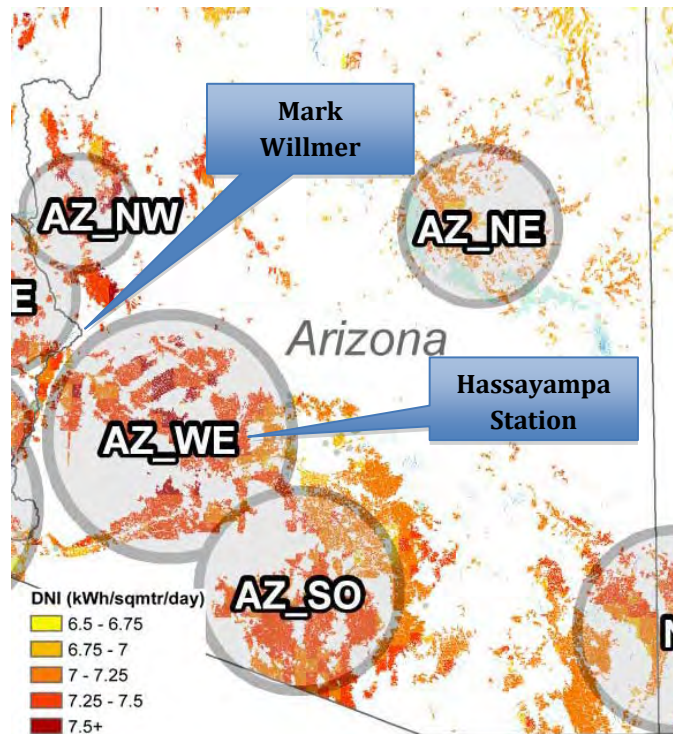 Mark
Willmer
AZ_NW
AZ_NE
E
Arizona
Hassayampa
Station
AZ_WE
AZ_SO
N
DNI (kWh/sqmtr/day)
6.5 - 6.75
6.75 - 7
7 - 7.25
7.25 - 7.5
7.5+